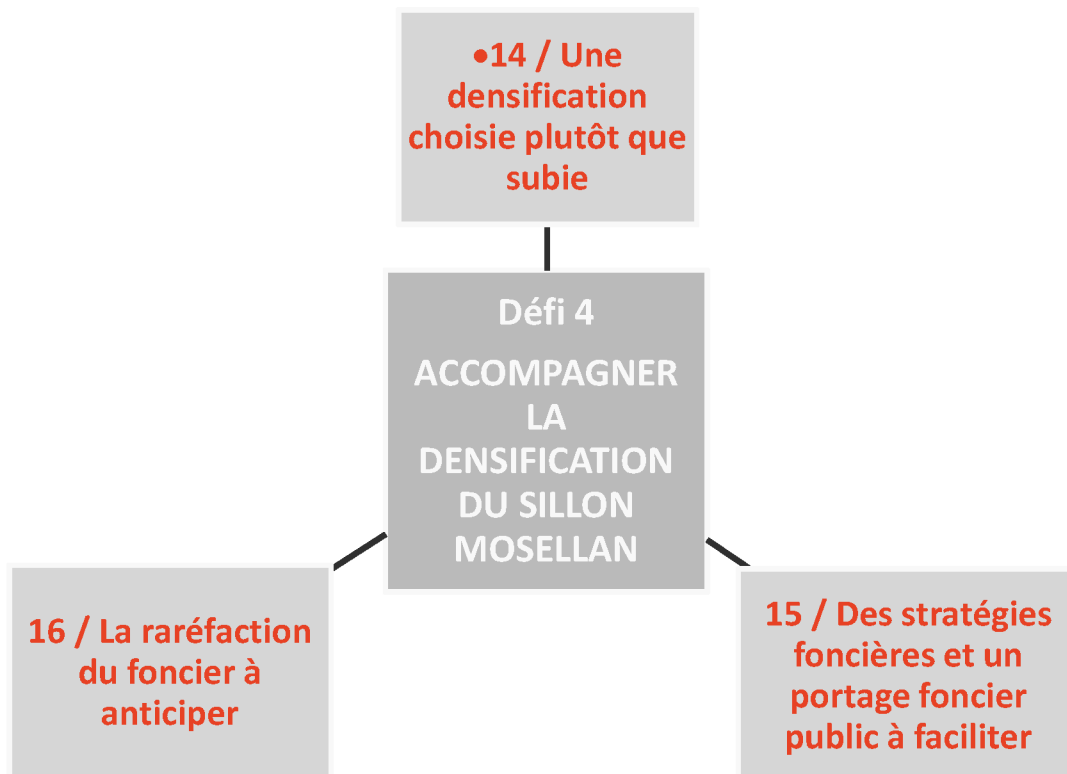 •14 / Une
densification
choisie plutôt que
subie
Défi 4
ACCOMPAGNER
LA
DENSIFICATION
DU SILLON
MOSELLAN
16 / La raréfaction
du foncier à
anticiper
15 / Des stratégies
foncières et un
portage foncier
public à faciliter